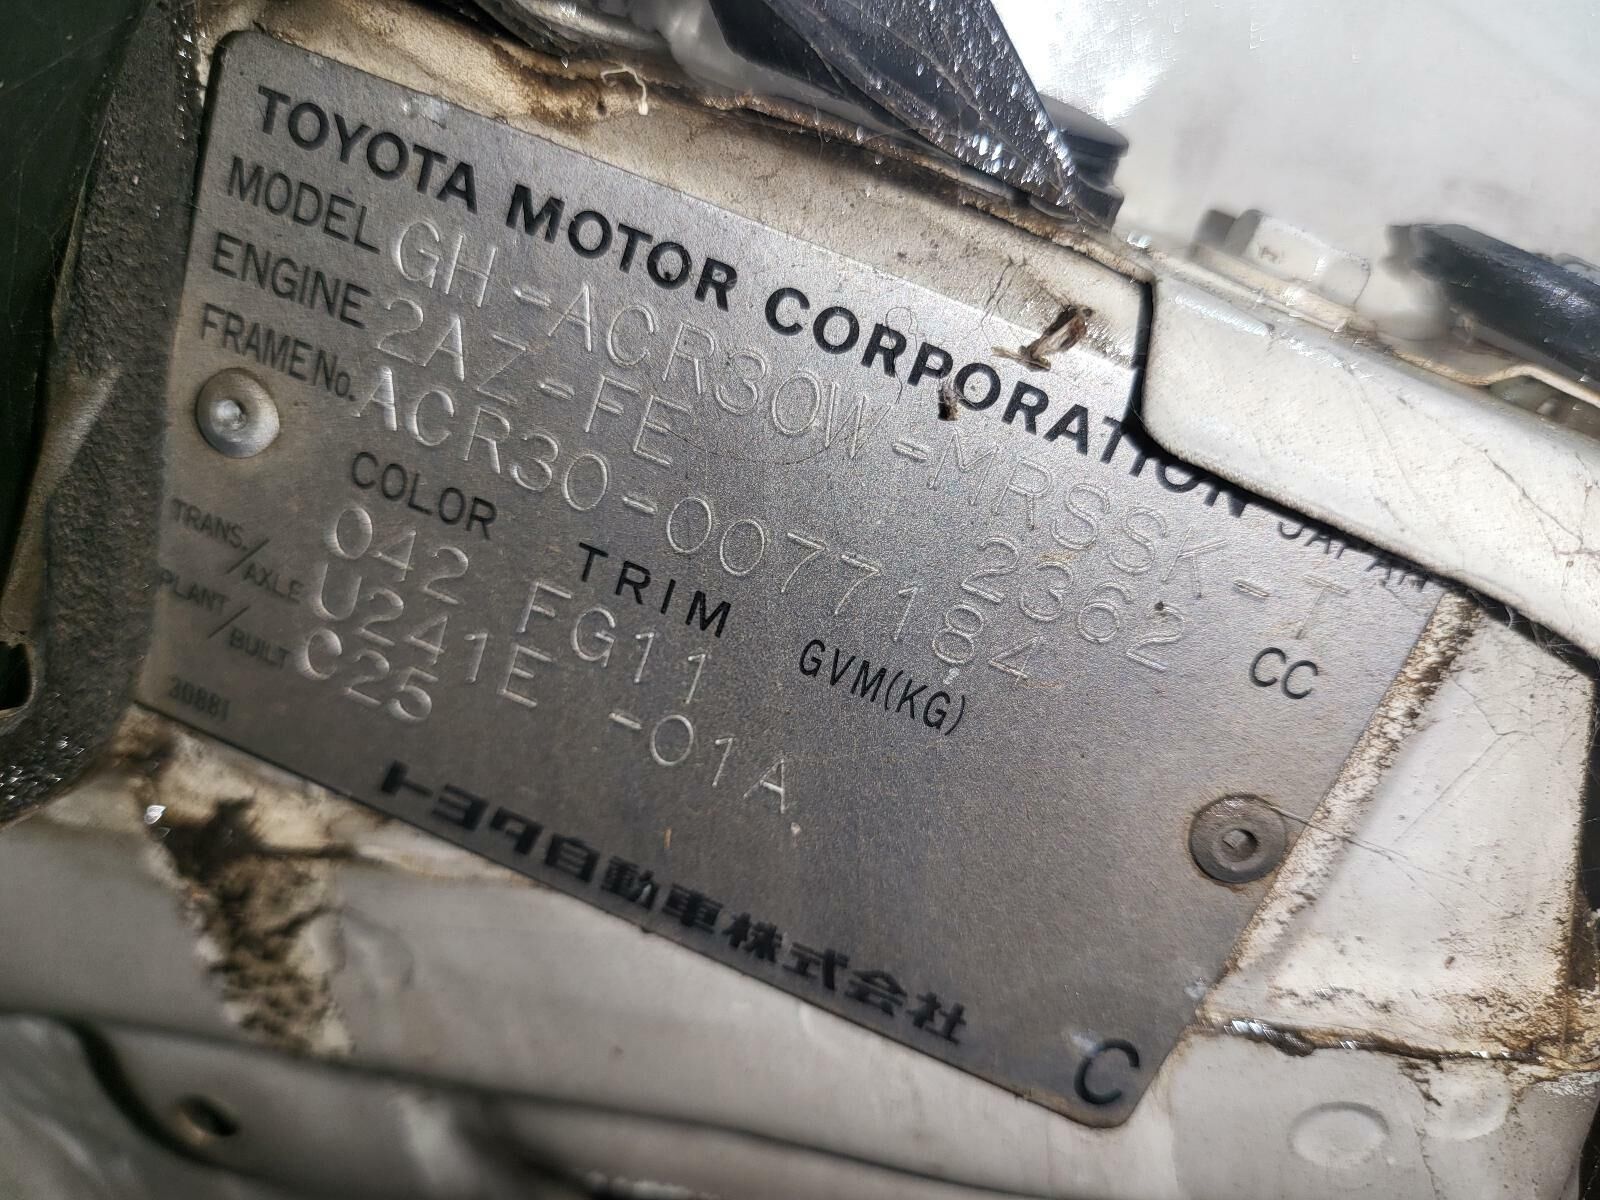 TOYOTA MOTOR CORPORATION JAPAN
MODEL GH-ACR30W-MRSSK-T
ENGINE 2AZ-FE 2362 CC
FRAME No. ACR30-0077184
COLOR TRIM GVM(KG)
042 FG11
TRANS./AXLE U241E -01A
PLANT/BUILT C25
30881
トヨタ自動車株式会社
C